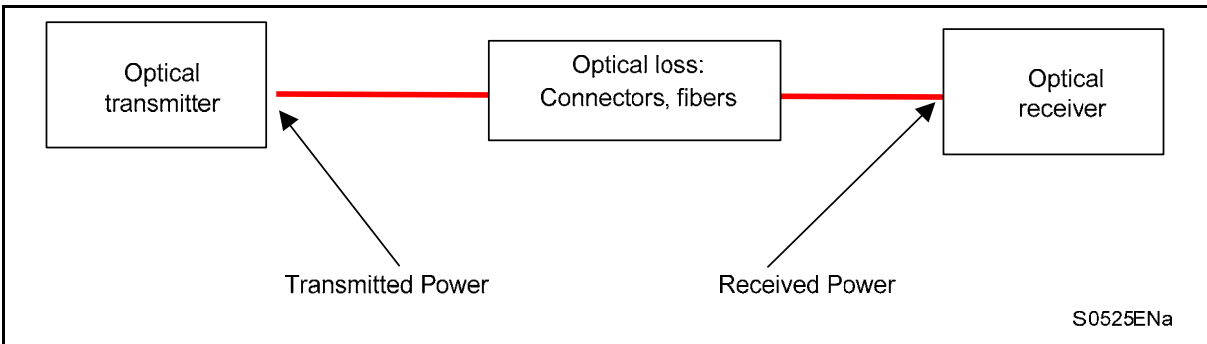 Optical
transmitter
Optical loss:
Connectors, fibers
Optical
receiver
Transmitted Power
Received Power
S0525ENa